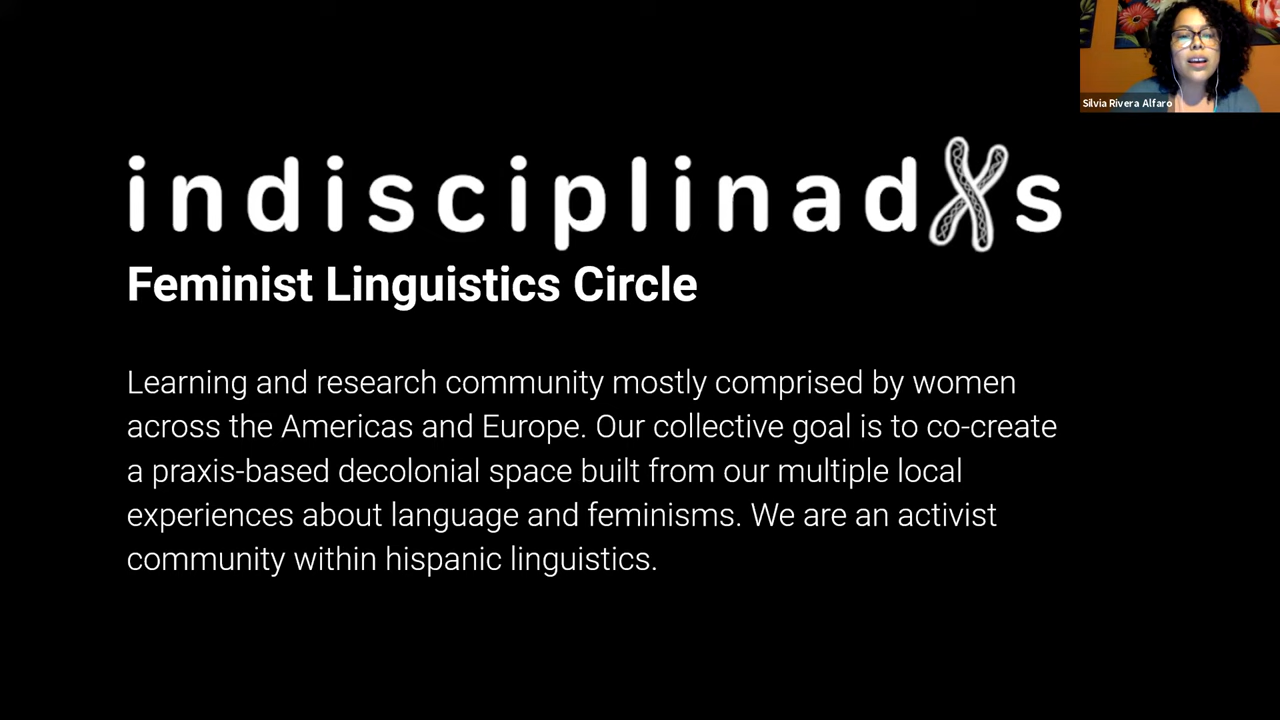 Silvia Rivera Alfaro
indisciplinadXs
Feminist Linguistics Circle
Learning and research community mostly comprised by women
across the Americas and Europe. Our collective goal is to co-create
a praxis-based decolonial space built from our multiple local
experiences about language and feminisms. We are an activist
community within hispanic linguistics.